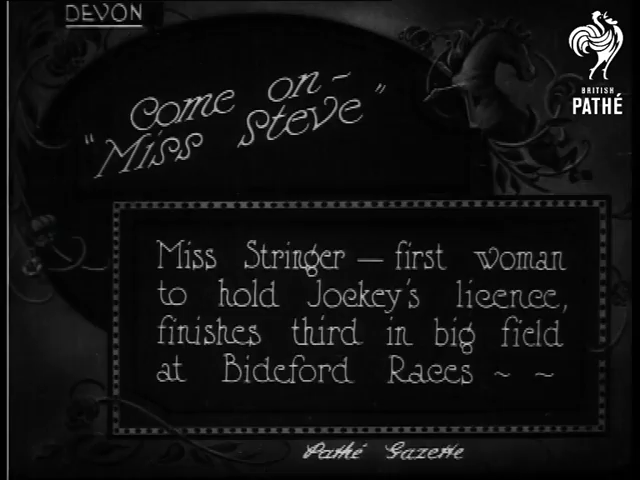 DEVON
Come on -
"Miss Steve"
BRITISH
PATHÉ
Miss Stringer — first woman
to hold Jockey's licence,
finishes third in big field
at Bideford Races ~ ~
Pathé Gazette